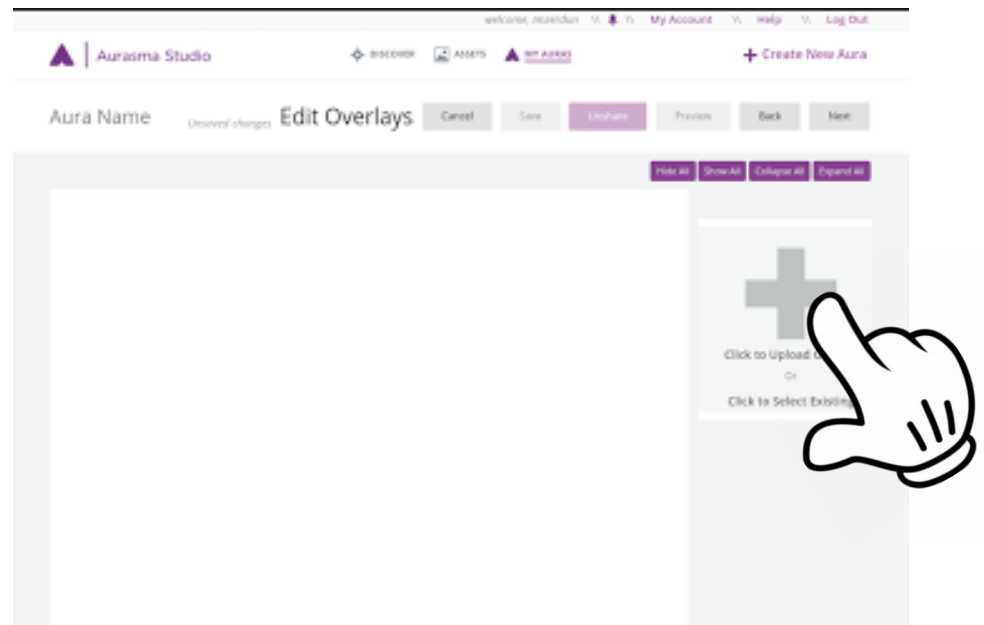 welcome, \\ \\ My Account \\ Help \\ Log Out
Aurasma Studio DISCOVER ASSETS MY AURAS + Create New Aura
Aura Name Unsaved changes Edit Overlays Cancel Save Unshare Preview Back Next
Hide All Show All Collapse All Expand All
Click to Upload
Or
Click to Select Existing